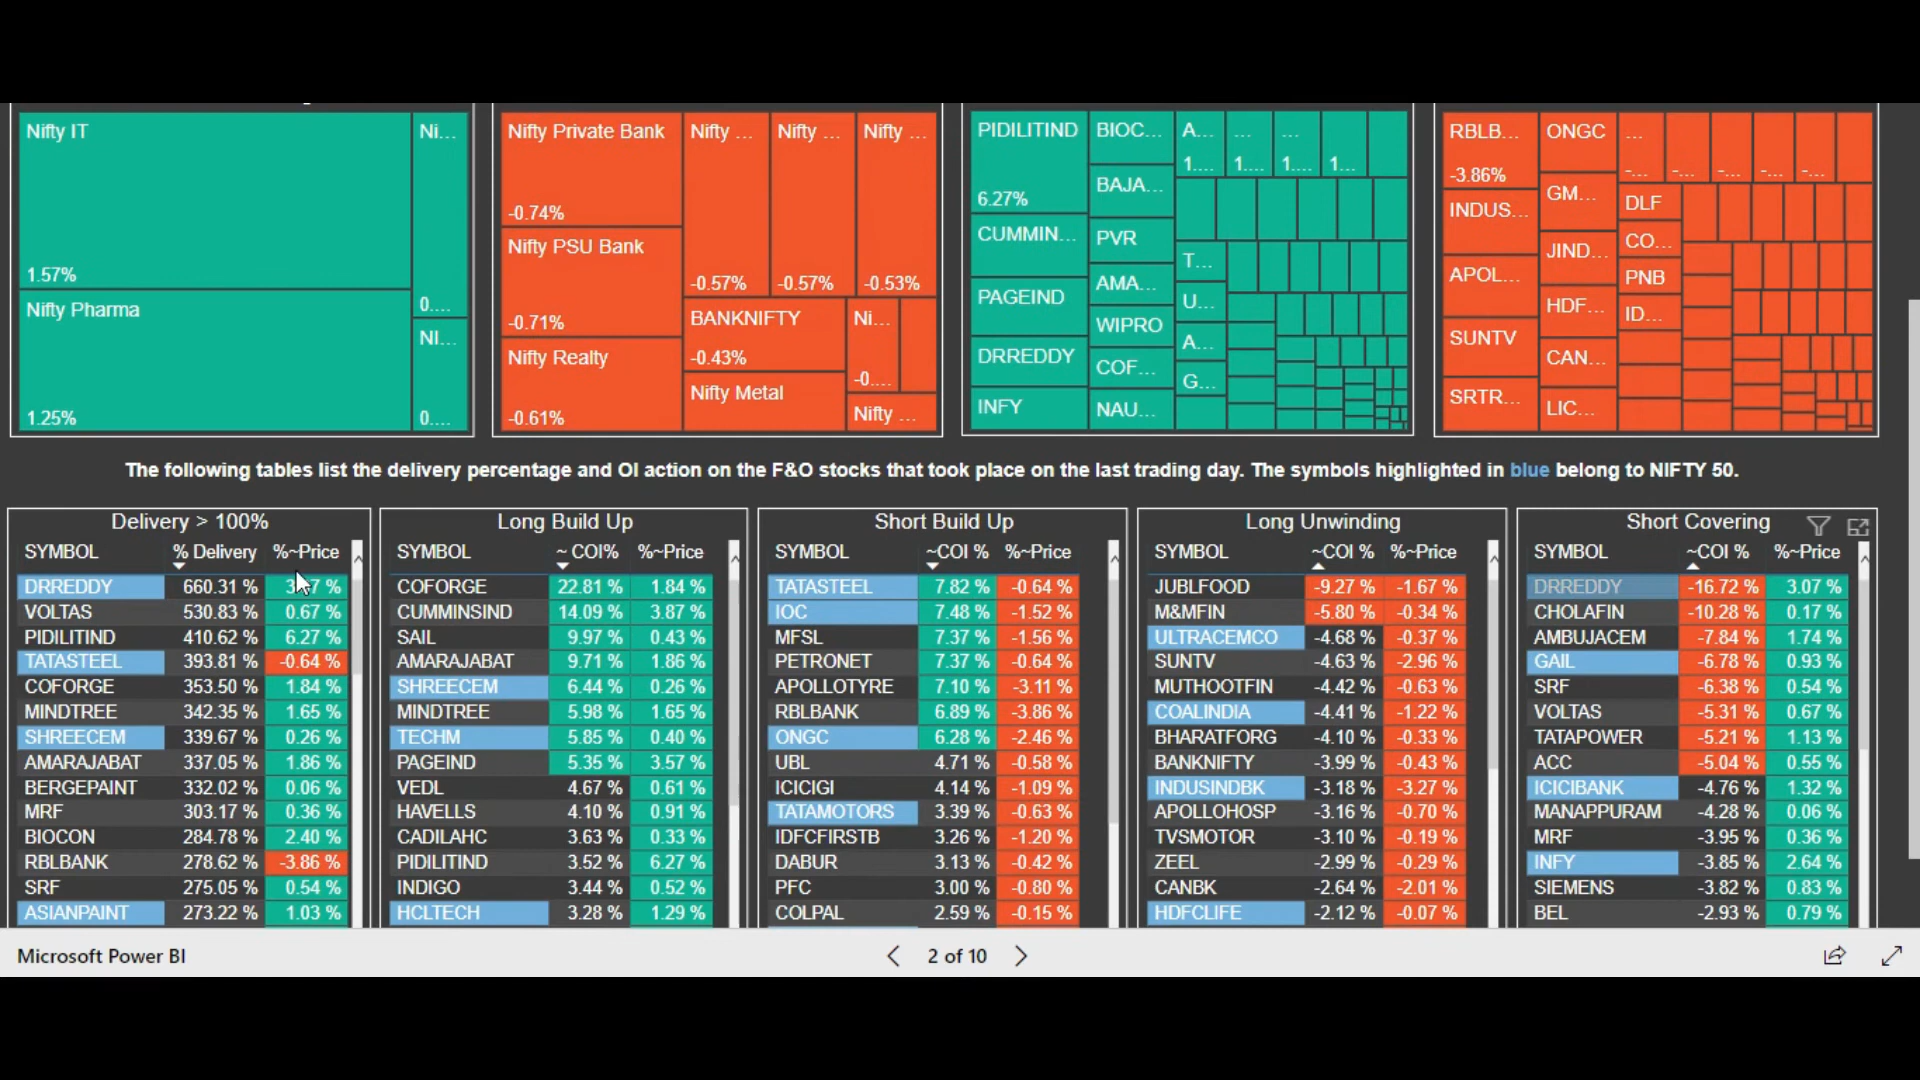 Nifty IT
1.57%
Nifty Pharma
1.25%
Ni...
0....
NI...
0....
Nifty Private Bank
-0.74%
Nifty PSU Bank
-0.71%
Nifty Realty
-0.61%
Nifty ...
-0.57%
Nifty ...
-0.57%
Nifty ...
-0.53%
BANKNIFTY
-0.43%
Nifty Metal
Ni...
-0....
Nifty ...
PIDILITIND
6.27%
CUMMIN...
PAGEIND
DRREDDY
INFY
BIOC...
BAJA...
PVR
AMA...
WIPRO
COF...
NAU...
A...
1....
...
1....
...
1....
1...
T...
U...
A...
G...
RBLB...
-3.86%
INDUS...
APOL...
SUNTV
SRTR...
ONGC
GM...
JIND...
HDF...
CAN...
LIC...
...
-...
-...
-...
-...
-...
DLF
CO...
PNB
ID...
The following tables list the delivery percentage and OI action on the F&O stocks that took place on the last trading day. The symbols highlighted in blue belong to NIFTY 50.
Delivery > 100%
SYMBOL % Delivery %~Price
DRREDDY 660.31 % 7 %
VOLTAS 530.83 % 0.67 %
PIDILITIND 410.62 % 6.27 %
TATASTEEL 393.81 % -0.64 %
COFORGE 353.50 % 1.84 %
MINDTREE 342.35 % 1.65 %
SHREECEM 339.67 % 0.26 %
AMARAJABAT 337.05 % 1.86 %
BERGEPAINT 332.02 % 0.06 %
MRF 303.17 % 0.36 %
BIOCON 284.78 % 2.40 %
RBLBANK 278.62 % -3.86 %
SRF 275.05 % 0.54 %
ASIANPAINT 273.22 % 1.03 %
Long Build Up
SYMBOL ~ COI% %~Price
COFORGE 22.81 % 1.84 %
CUMMINSIND 14.09 % 3.87 %
SAIL 9.97 % 0.43 %
AMARAJABAT 9.71 % 1.86 %
SHREECEM 6.44 % 0.26 %
MINDTREE 5.98 % 1.65 %
TECHM 5.85 % 0.40 %
PAGEIND 5.35 % 3.57 %
VEDL 4.67 % 0.61 %
HAVELLS 4.10 % 0.91 %
CADILAHC 3.63 % 0.33 %
PIDILITIND 3.52 % 6.27 %
INDIGO 3.44 % 0.52 %
HCLTECH 3.28 % 1.29 %
Short Build Up
SYMBOL ~COI % %~Price
TATASTEEL 7.82 % -0.64 %
IOC 7.48 % -1.52 %
MFSL 7.37 % -1.56 %
PETRONET 7.37 % -0.64 %
APOLLOTYRE 7.10 % -3.11 %
RBLBANK 6.89 % -3.86 %
ONGC 6.28 % -2.46 %
UBL 4.71 % -0.58 %
ICICIGI 4.14 % -1.09 %
TATAMOTORS 3.39 % -0.63 %
IDFCFIRSTB 3.26 % -1.20 %
DABUR 3.13 % -0.42 %
PFC 3.00 % -0.80 %
COLPAL 2.59 % -0.15 %
Long Unwinding
SYMBOL ~COI % %~Price
JUBLFOOD -9.27 % -1.67 %
M&MFIN -5.80 % -0.34 %
ULTRACEMCO -4.68 % -0.37 %
SUNTV -4.63 % -2.96 %
MUTHOOTFIN -4.42 % -0.63 %
COALINDIA -4.41 % -1.22 %
BHARATFORG -4.10 % -0.33 %
BANKNIFTY -3.99 % -0.43 %
INDUSINDBK -3.18 % -3.27 %
APOLLOHOSP -3.16 % -0.70 %
TVSMOTOR -3.10 % -0.19 %
ZEEL -2.99 % -0.29 %
CANBK -2.64 % -2.01 %
HDFCLIFE -2.12 % -0.07 %
Short Covering
SYMBOL ~COI % %~Price
DRREDDY -16.72 % 3.07 %
CHOLAFIN -10.28 % 0.17 %
AMBUJACEM -7.84 % 1.74 %
GAIL -6.78 % 0.93 %
SRF -6.38 % 0.54 %
VOLTAS -5.31 % 0.67 %
TATAPOWER -5.21 % 1.13 %
ACC -5.04 % 0.55 %
ICICIBANK -4.76 % 1.32 %
MANAPPURAM -4.28 % 0.06 %
MRF -3.95 % 0.36 %
INFY -3.85 % 2.64 %
SIEMENS -3.82 % 0.83 %
BEL -2.93 % 0.79 %
Microsoft Power BI
2 of 10